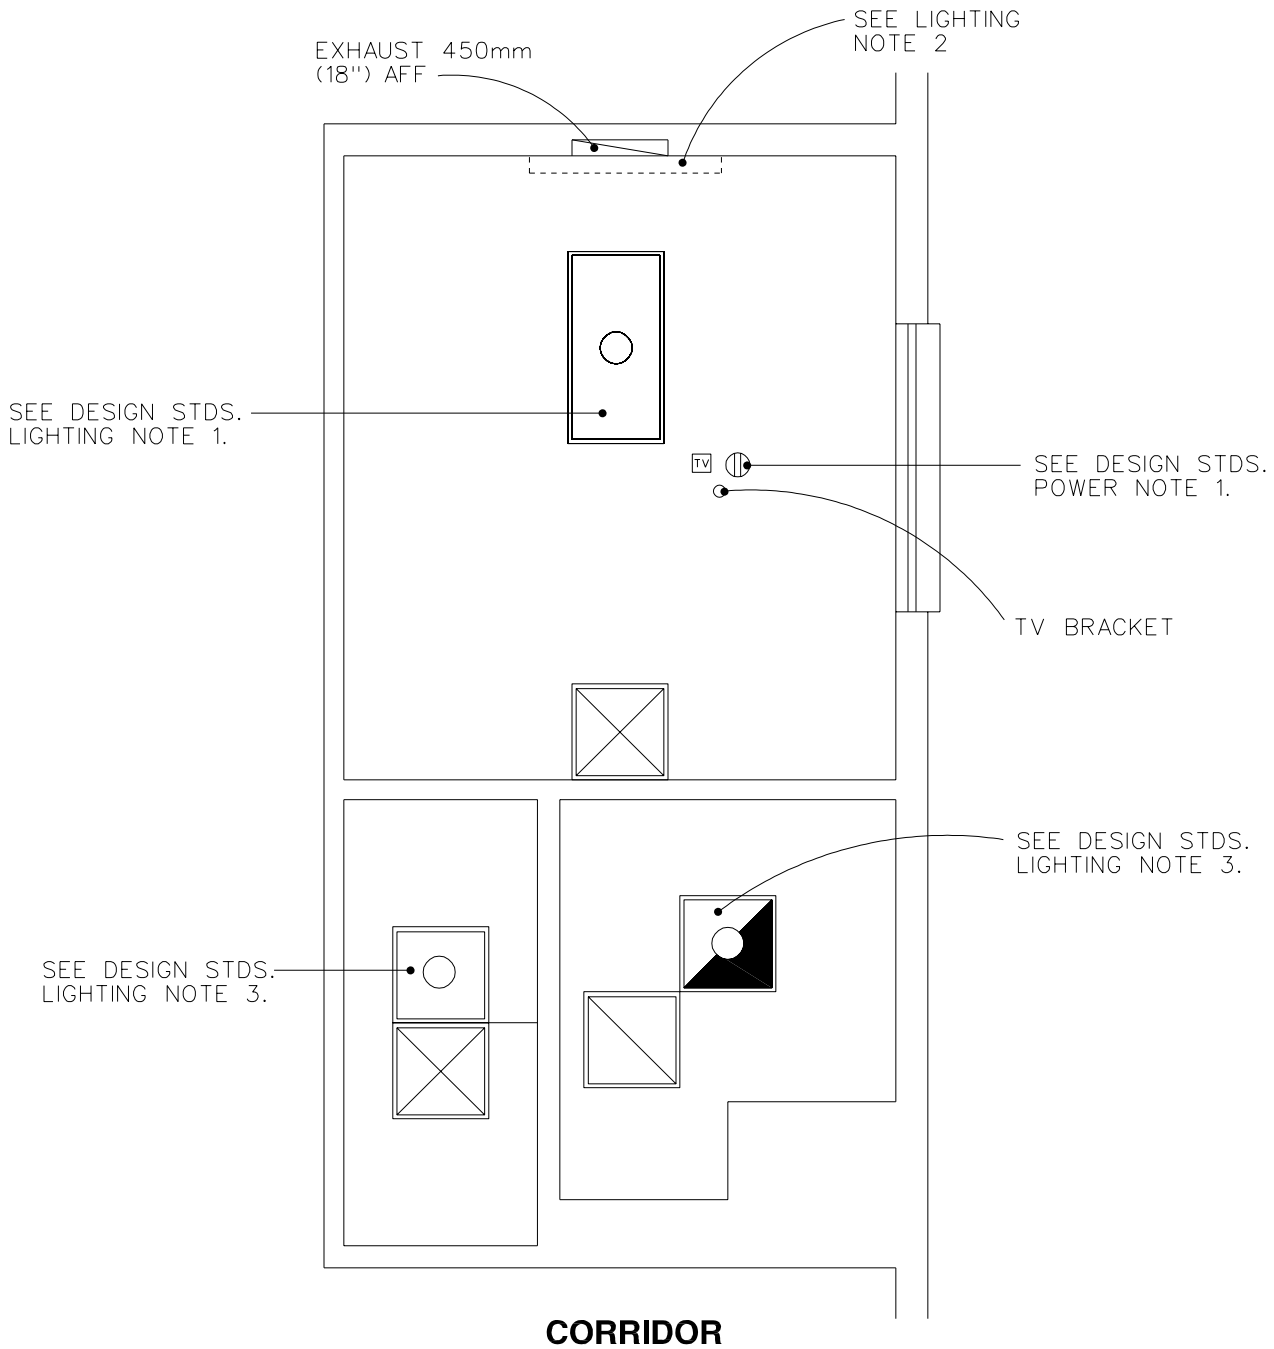 SEE LIGHTING
NOTE 2
EXHAUST 450mm
(18") AFF
SEE DESIGN STDS.
LIGHTING NOTE 1.
TV
SEE DESIGN STDS.
POWER NOTE 1.
TV BRACKET
SEE DESIGN STDS.
LIGHTING NOTE 3.
SEE DESIGN STDS.
LIGHTING NOTE 3.
CORRIDOR